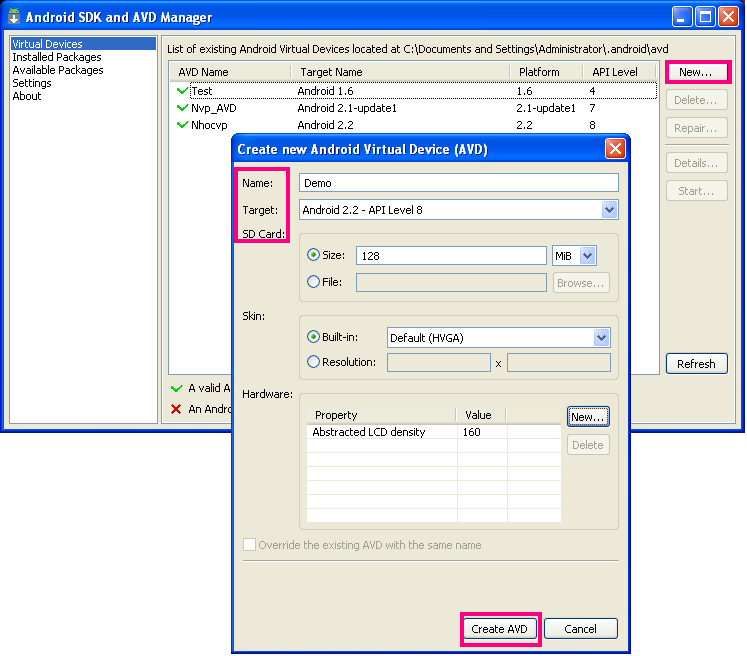 Android SDK and AVD Manager
Virtual Devices
Installed Packages
Available Packages
Settings
About
List of existing Android Virtual Devices located at C:\Documents and Settings\Administrator\.android\avd
AVD Name Target Name Platform API Level
Test Android 1.6 1.6 4
Nvp_AVD Android 2.1-update1 2.1-update1 7
Nhocvp Android 2.2 2.2 8
New...
Delete...
Repair...
Details...
Start...
Refresh
A valid A
An Andro
Create new Android Virtual Device (AVD)
Name: Demo
Target: Android 2.2 - API Level 8
SD Card:
Size: 128 MiB
File: Browse...
Skin:
Built-in: Default (HVGA)
Resolution: x
Hardware:
Property Value New...
Abstracted LCD density 160
Delete
Override the existing AVD with the same name
Create AVD Cancel